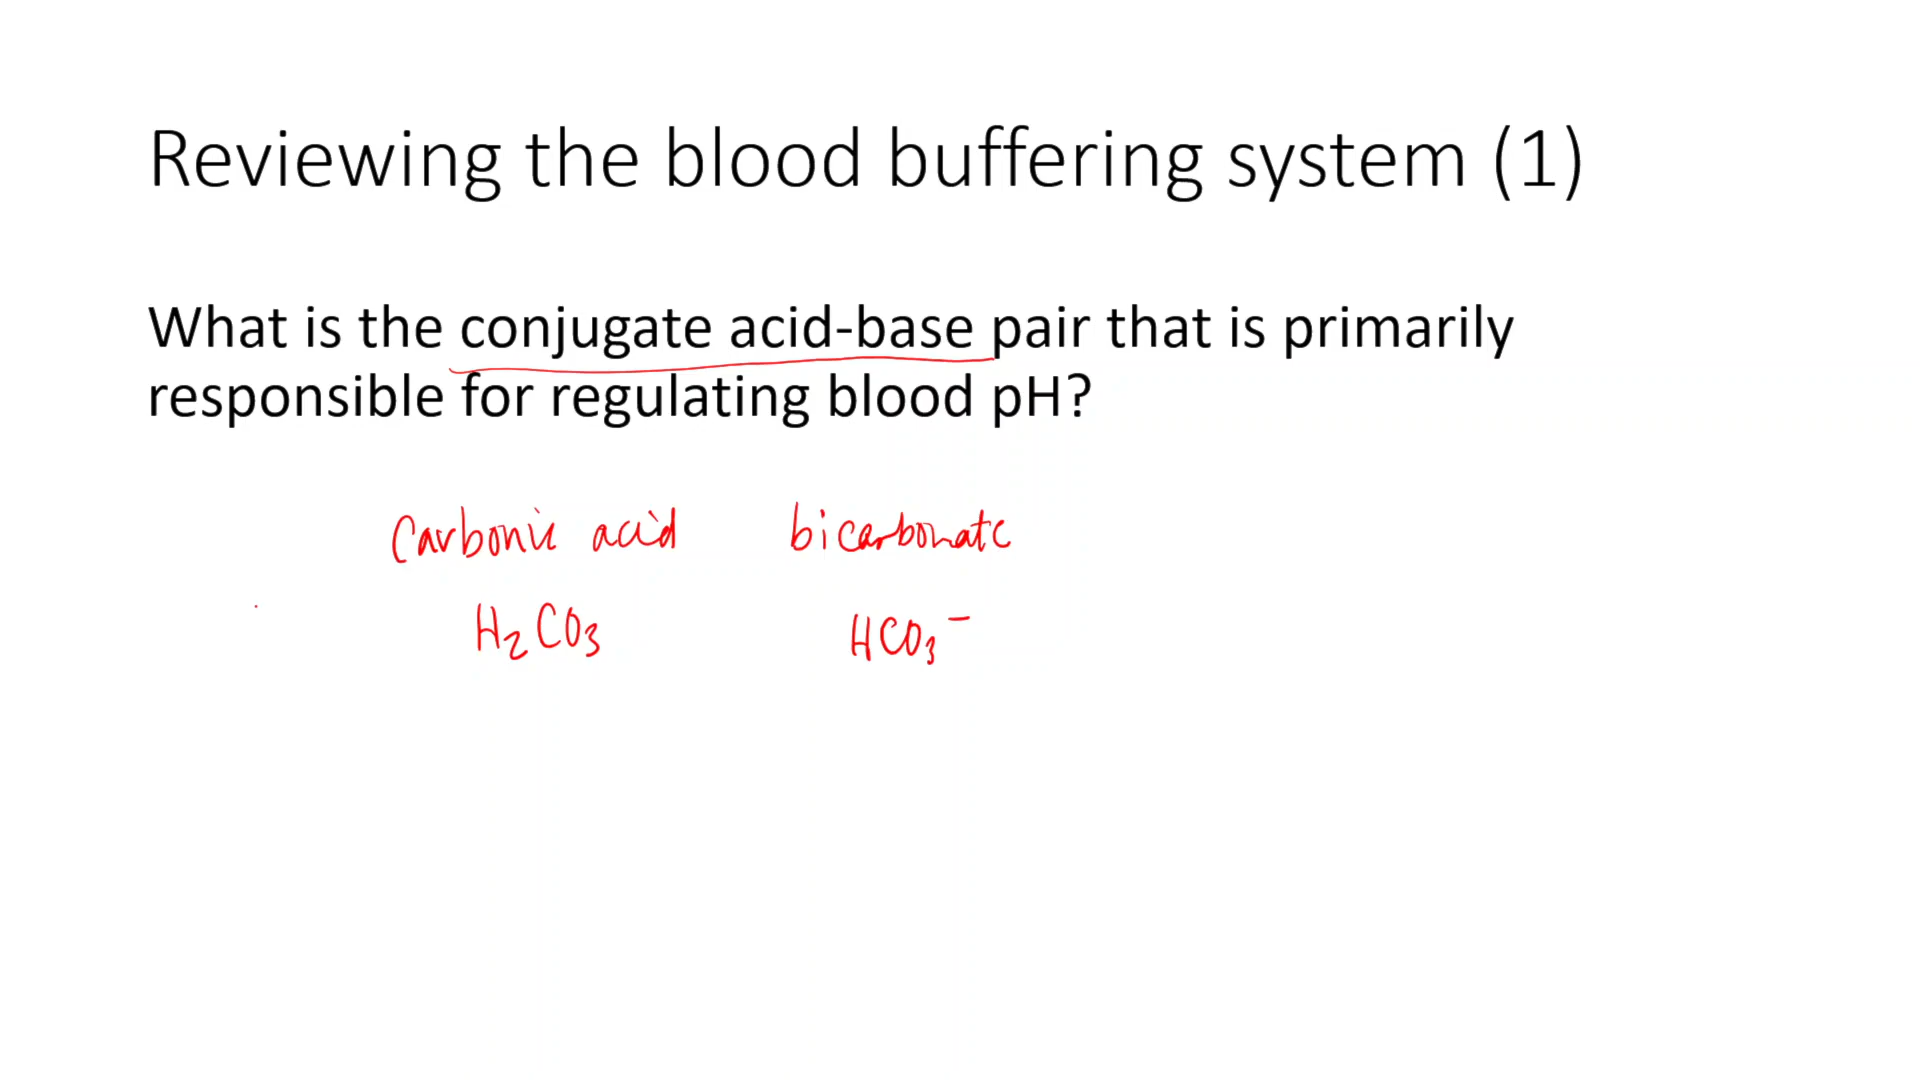 Reviewing the blood buffering system (1)
What is the conjugate acid-base pair that is primarily
responsible for regulating blood pH?
Carbonic acid bicarbonate
H₂CO₃ HCO₃⁻